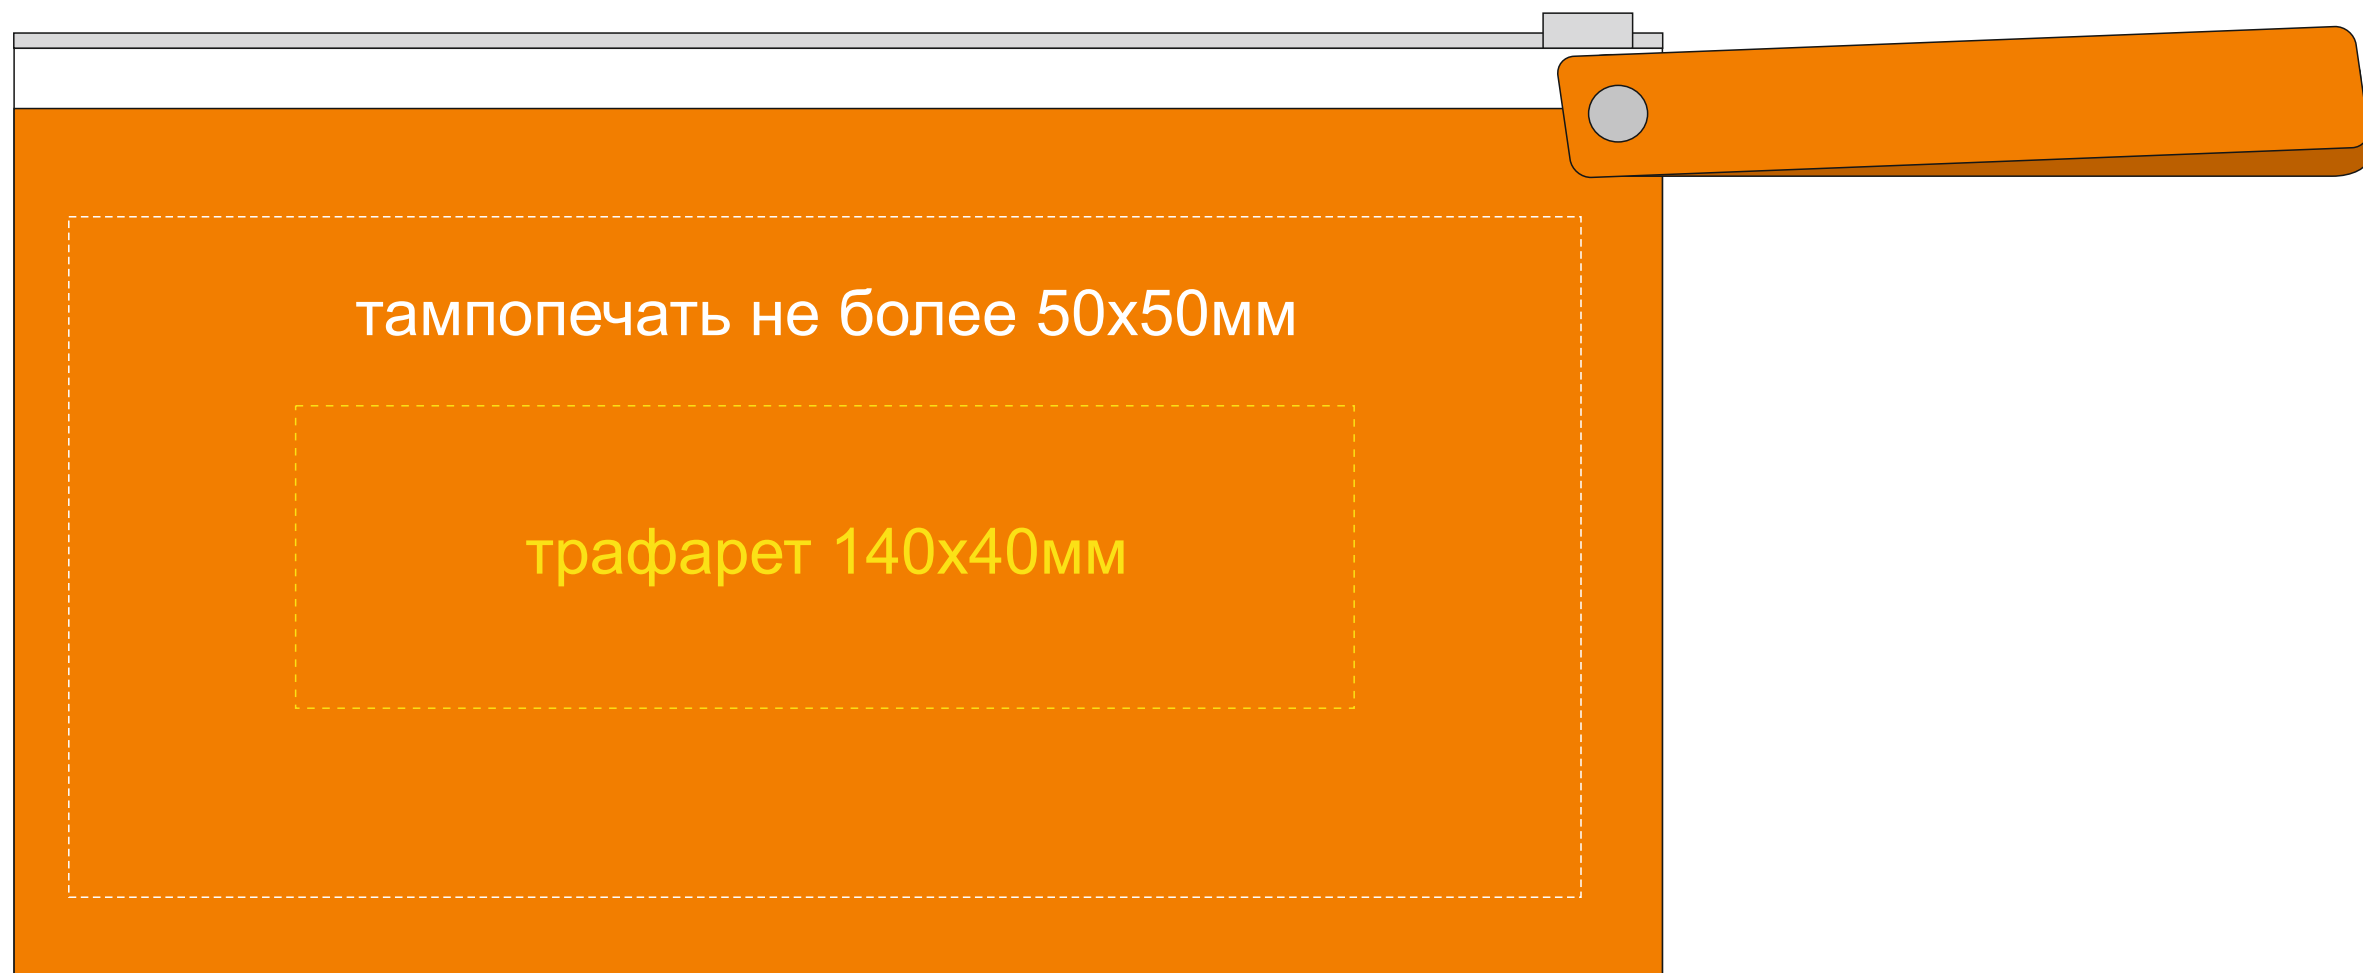 тампопечать не более 50х50мм
трафарет 140х40мм